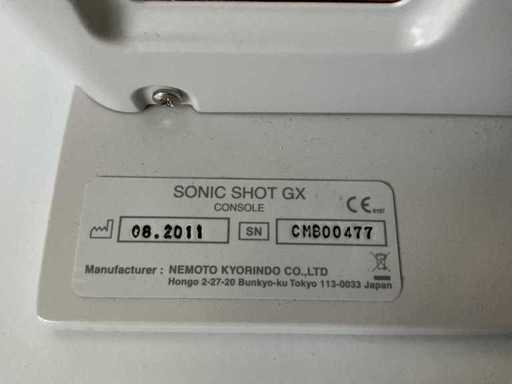 SONIC SHOT GX
CONSOLE
CE 0197
08.2011 SN CMB00477
Manufacturer : NEMOTO KYORINDO CO.,LTD
Hongo 2-27-20 Bunkyo-ku Tokyo 113-0033 Japan